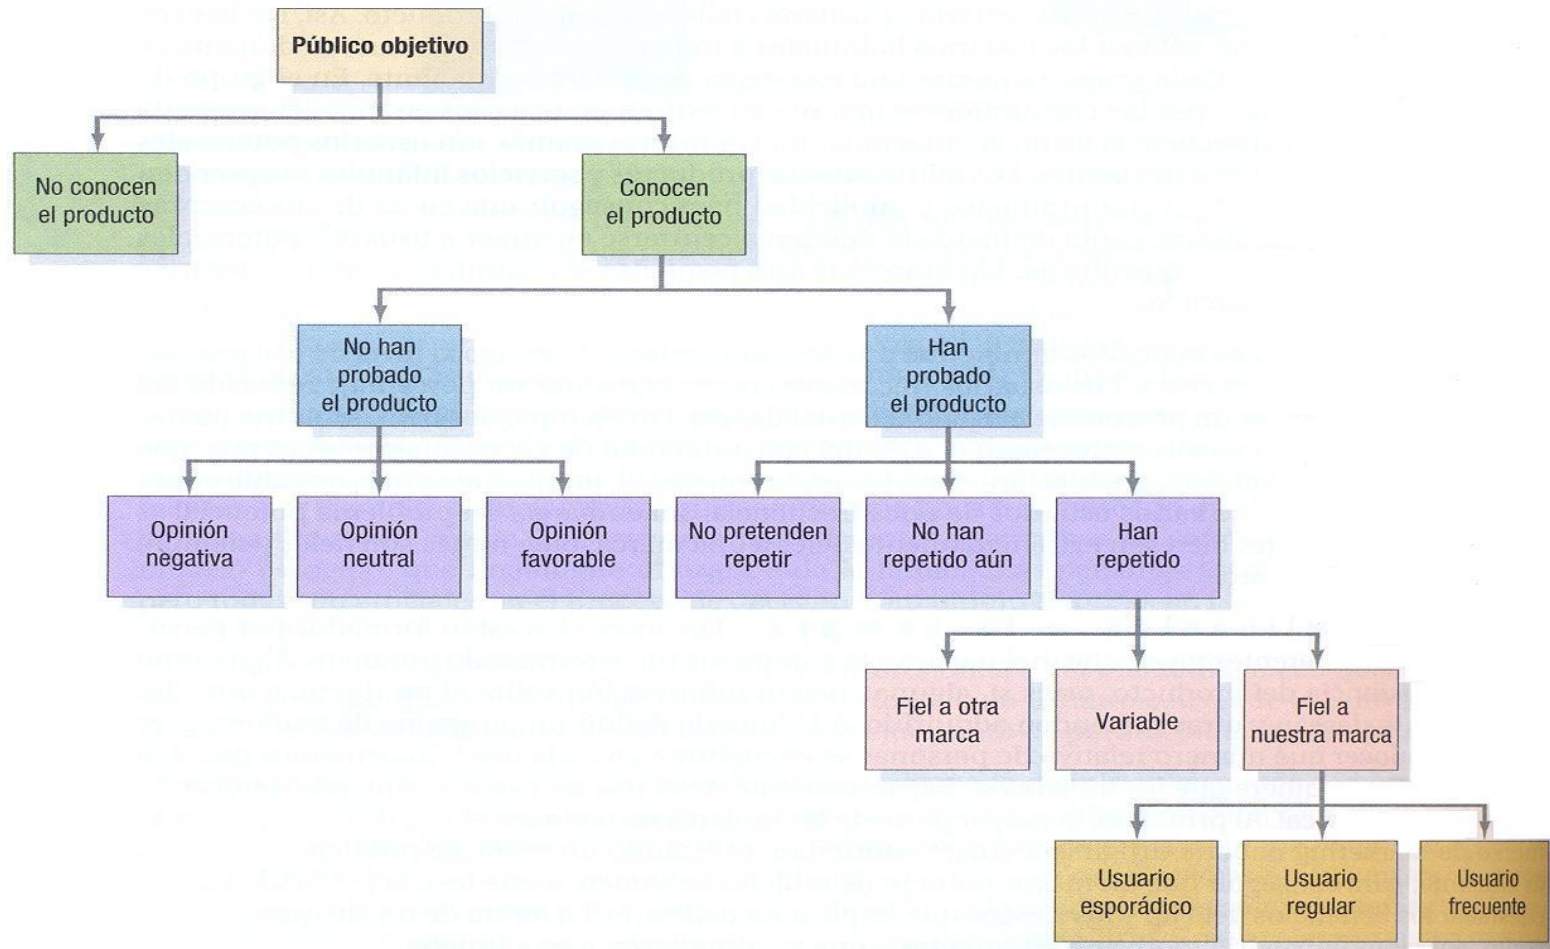 Público objetivo
No conocen
el producto
Conocen
el producto
No han
probado
el producto
Han
probado
el producto
Opinión
negativa
Opinión
neutral
Opinión
favorable
No pretenden
repetir
No han
repetido aún
Han
repetido
Fiel a otra
marca
Variable
Fiel a
nuestra marca
Usuario
esporádico
Usuario
regular
Usuario
frecuente